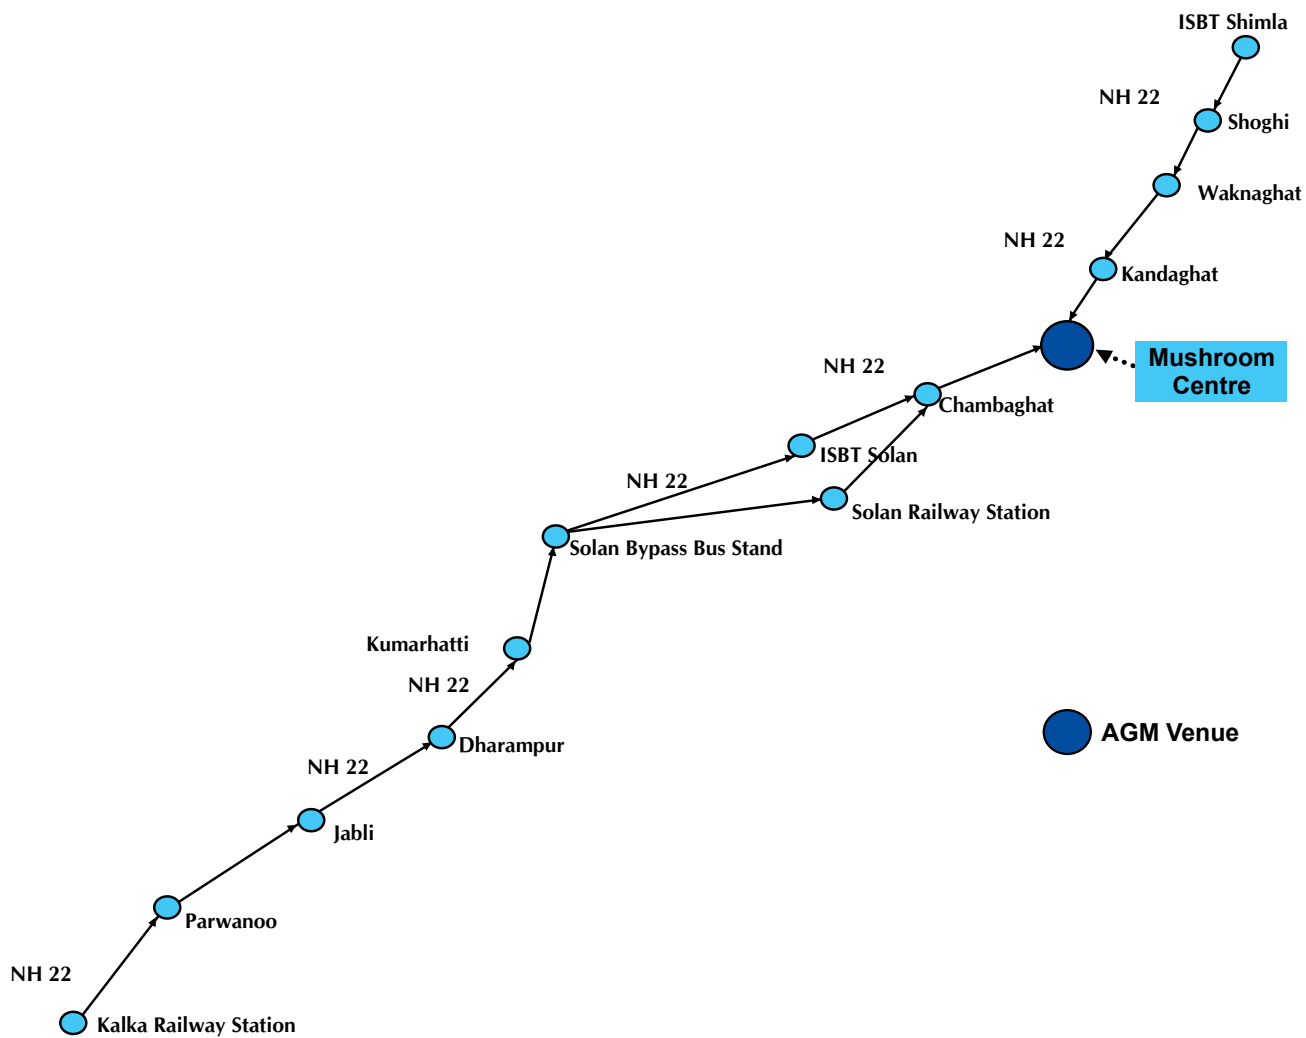 ISBT Shimla
NH 22
Shoghi
Waknaghat
NH 22
Kandaghat
Mushroom
Centre
NH 22
Chambaghat
ISBT Solan
NH 22
Solan Railway Station
Solan Bypass Bus Stand
Kumarhatti
NH 22
AGM Venue
Dharampur
NH 22
Jabli
Parwanoo
NH 22
Kalka Railway Station